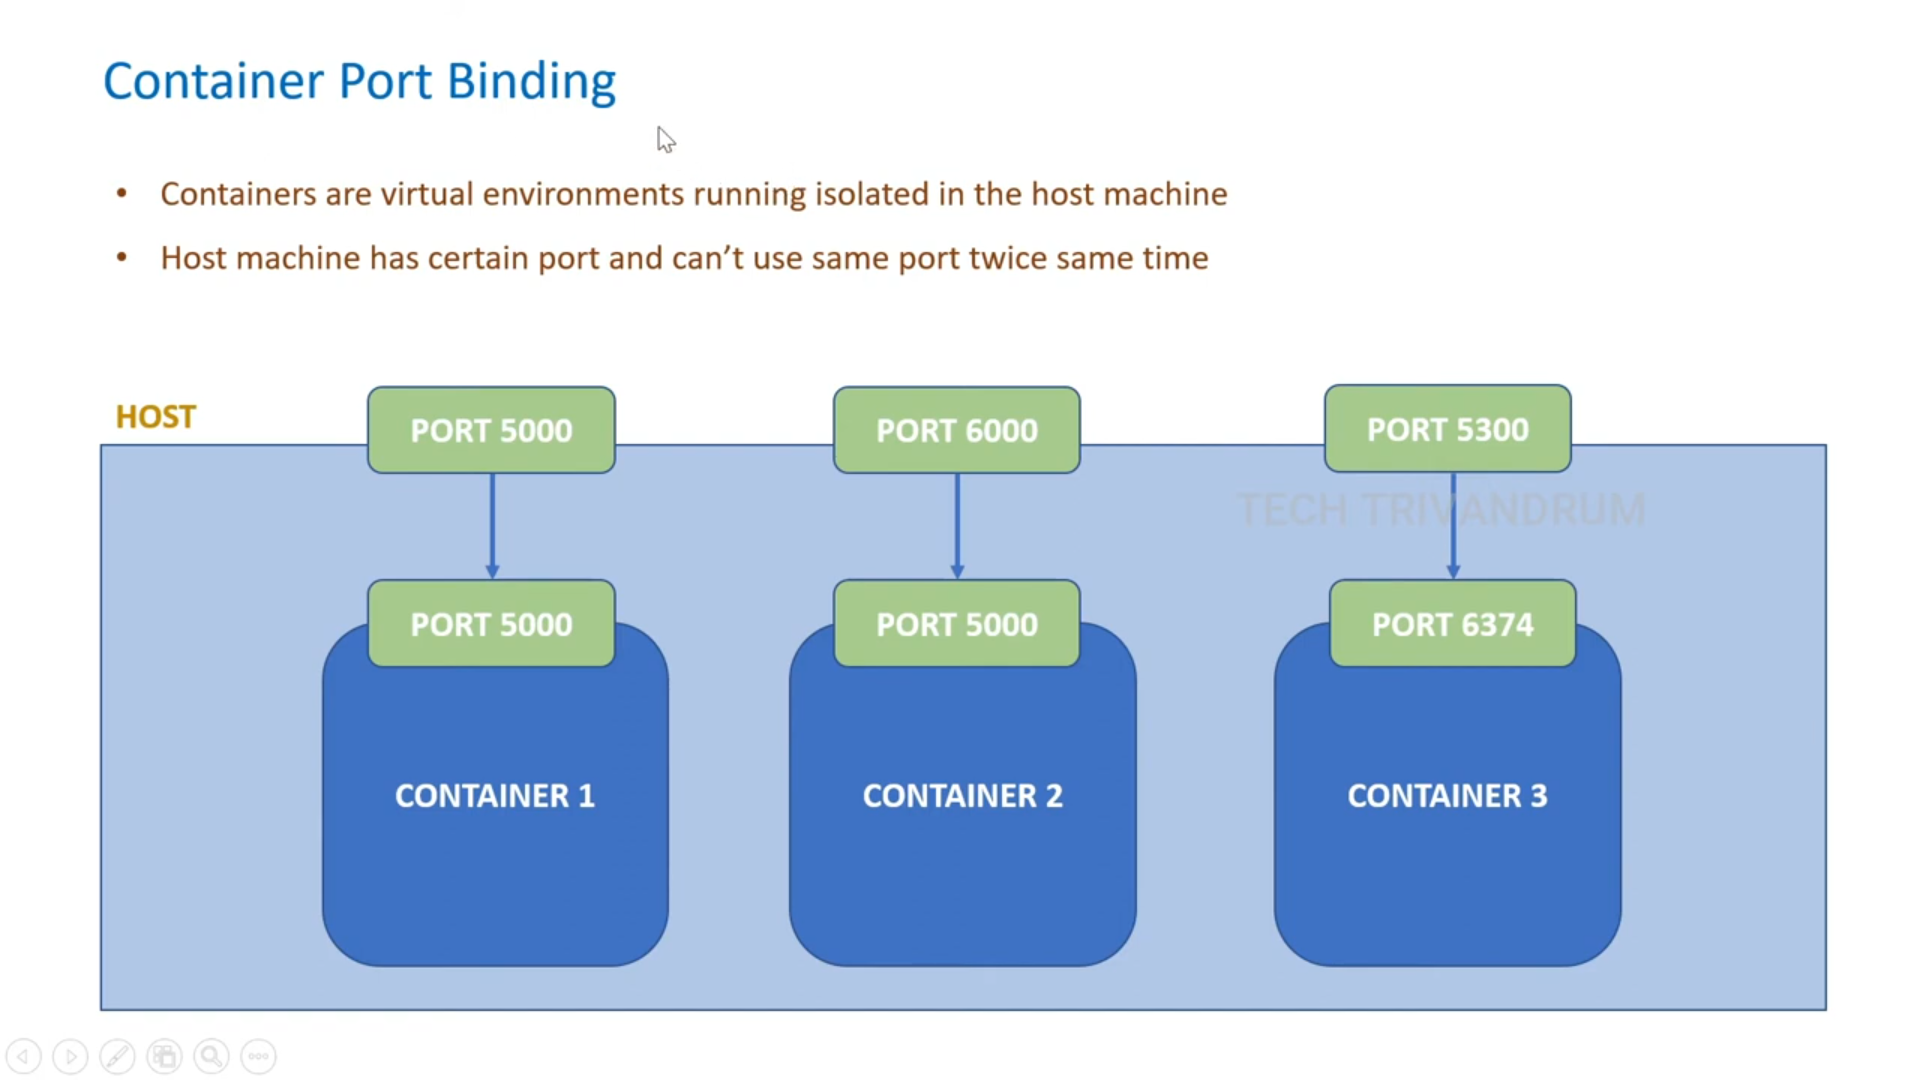 Container Port Binding
• Containers are virtual environments running isolated in the host machine
• Host machine has certain port and can’t use same port twice same time
HOST
PORT 5000
PORT 6000
PORT 5300
TECH TRIVANDRUM
PORT 5000
PORT 5000
PORT 6374
CONTAINER 1
CONTAINER 2
CONTAINER 3